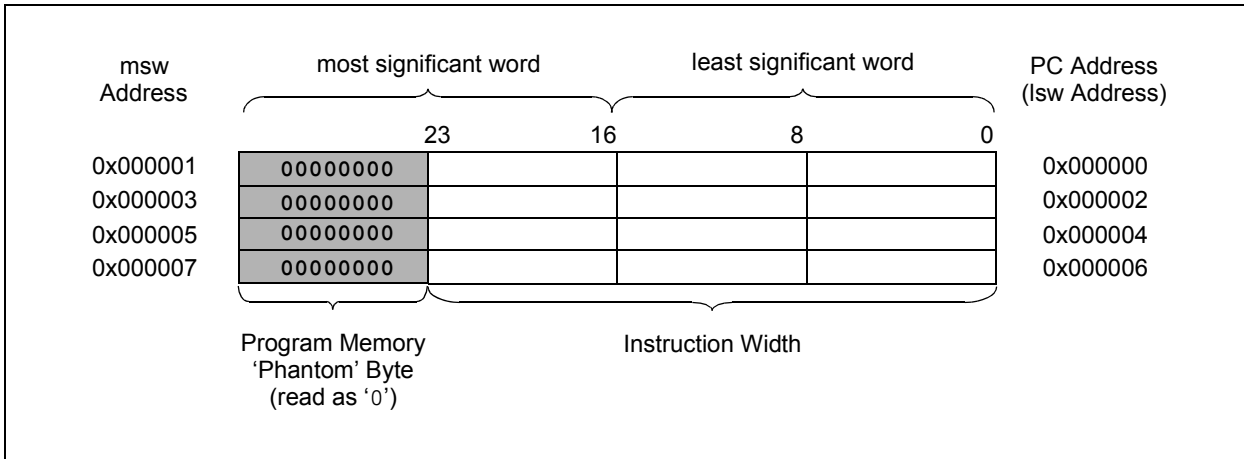 msw
Address
most significant word
least significant word
PC Address
(lsw Address)
23 16 8 0
0x000001 00000000 0x000000
0x000003 00000000 0x000002
0x000005 00000000 0x000004
0x000007 00000000 0x000006
Program Memory
‘Phantom’ Byte
(read as ‘0’)
Instruction Width